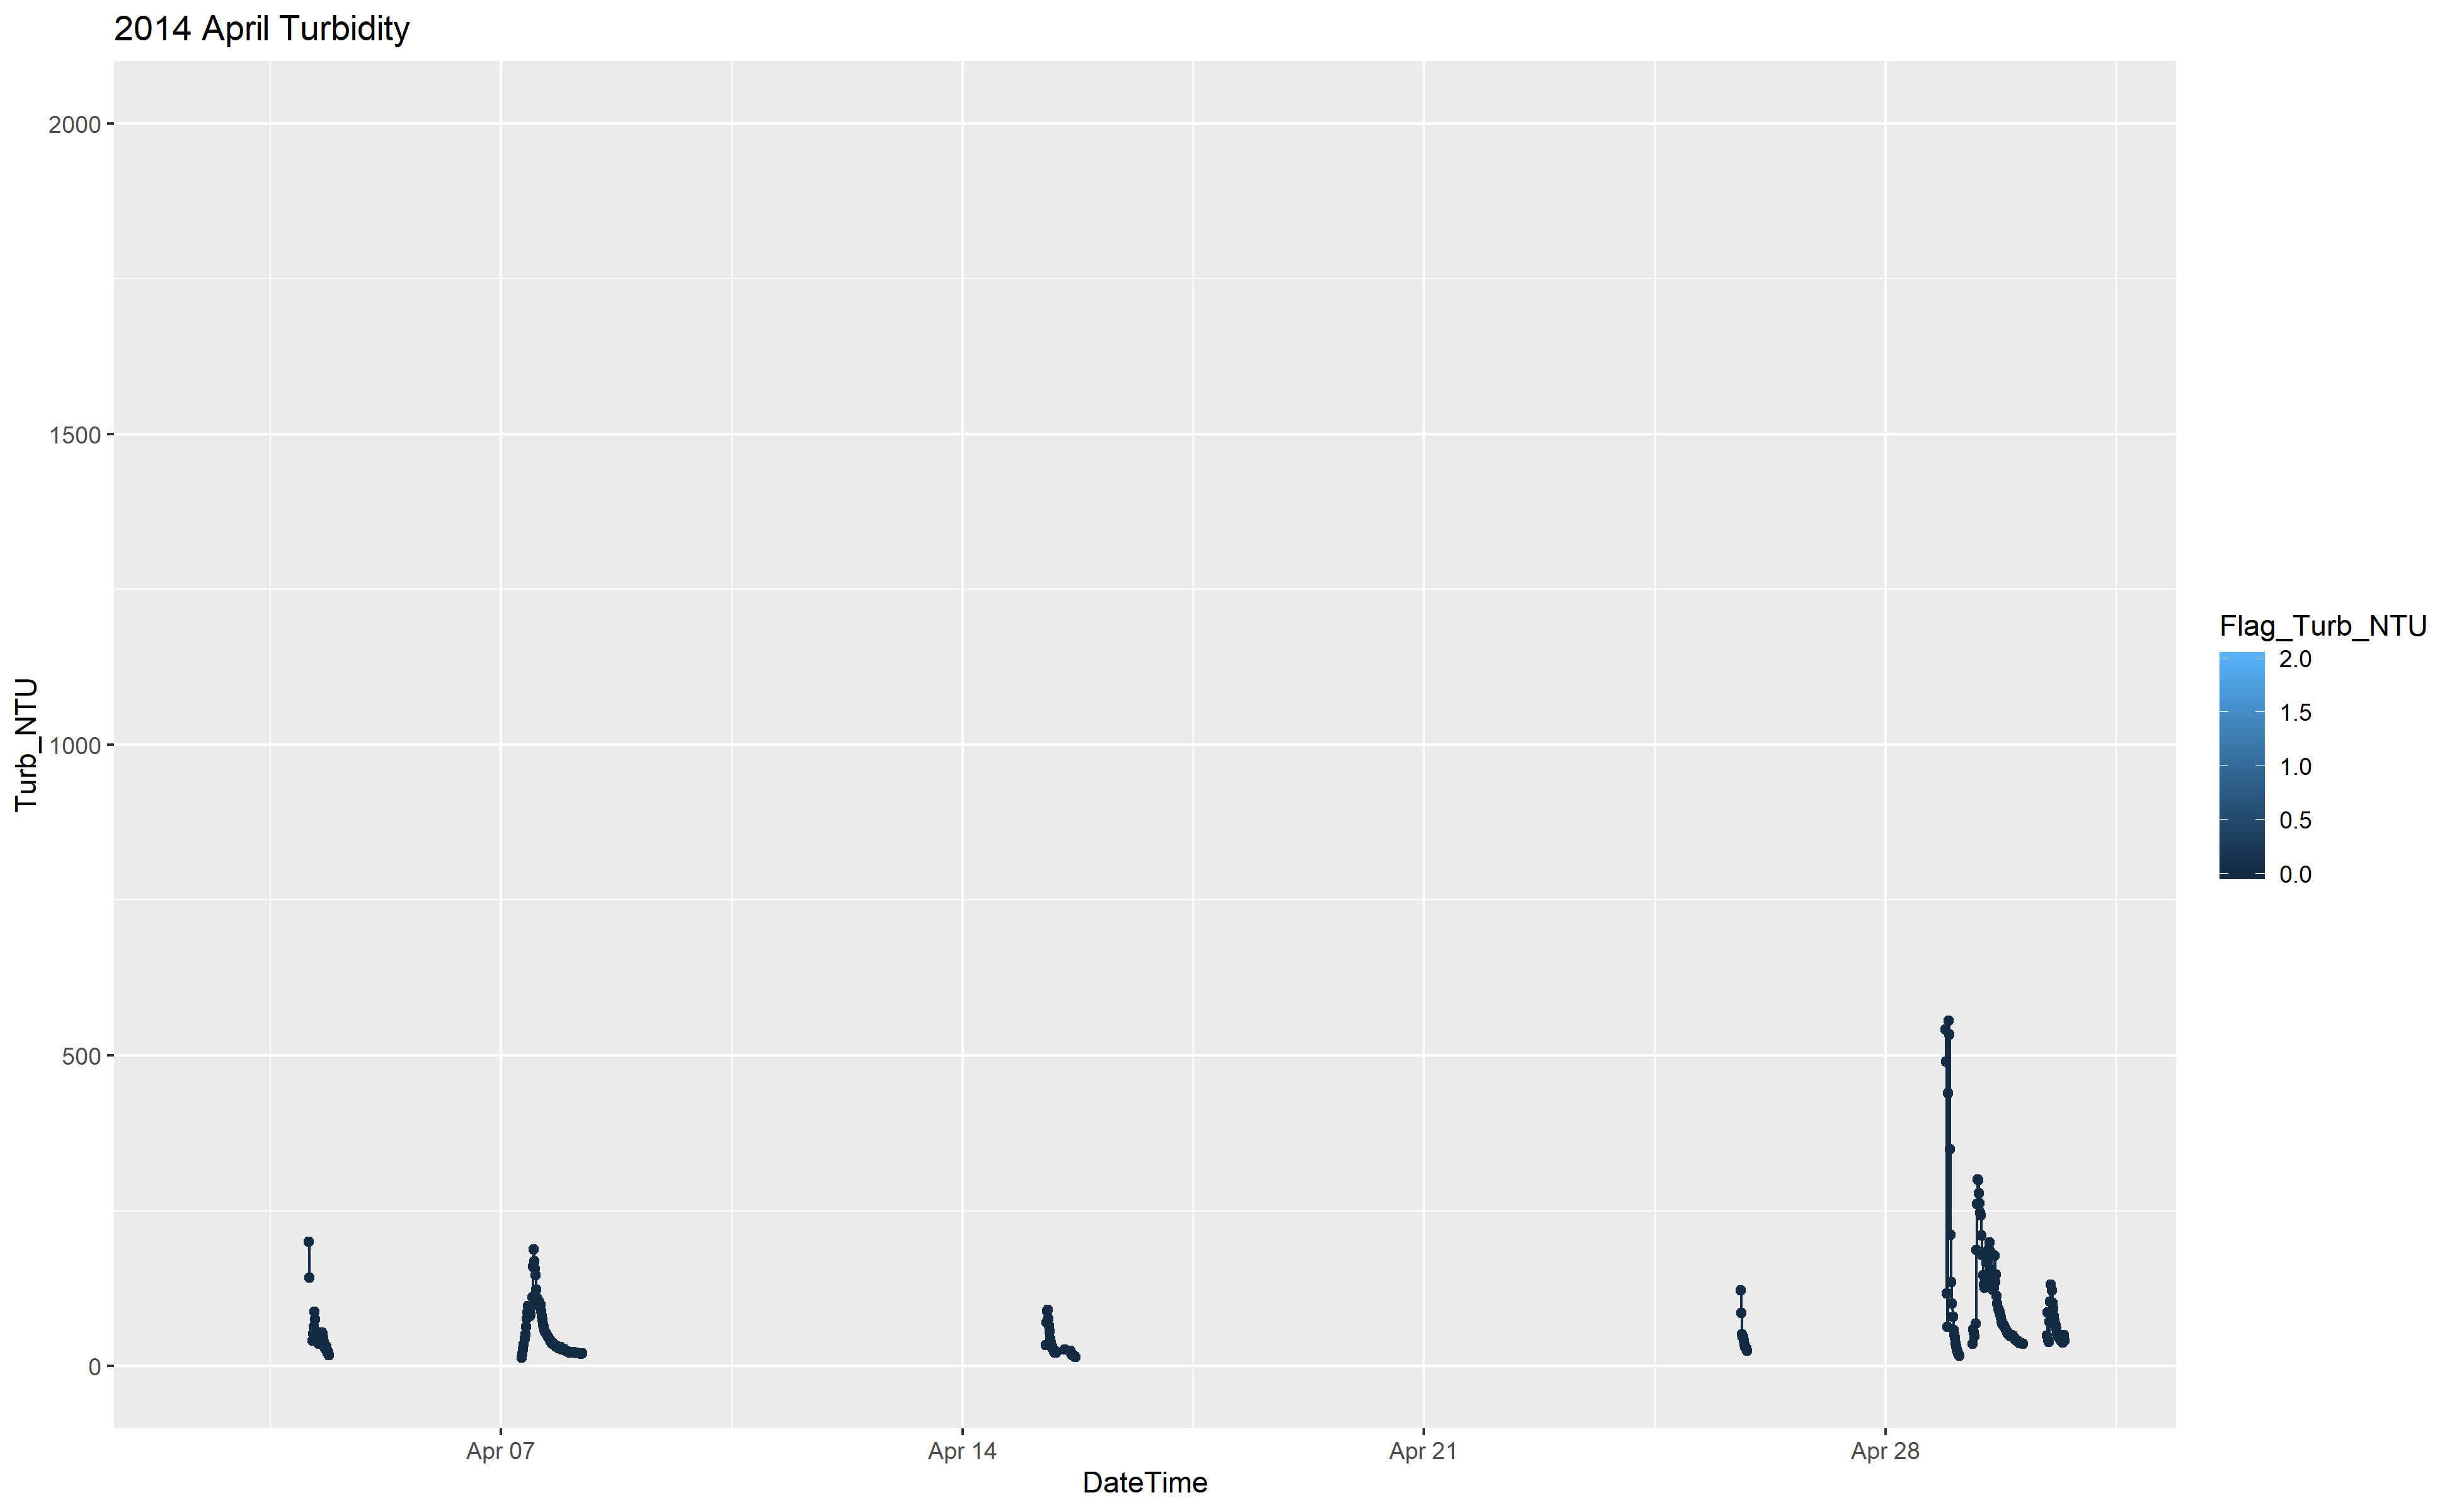 2014 April Turbidity
2000
1500
1000
500
0
Turb_NTU
Apr 07
Apr 14
Apr 21
Apr 28
DateTime
Flag_Turb_NTU
2.0
1.5
1.0
0.5
0.0